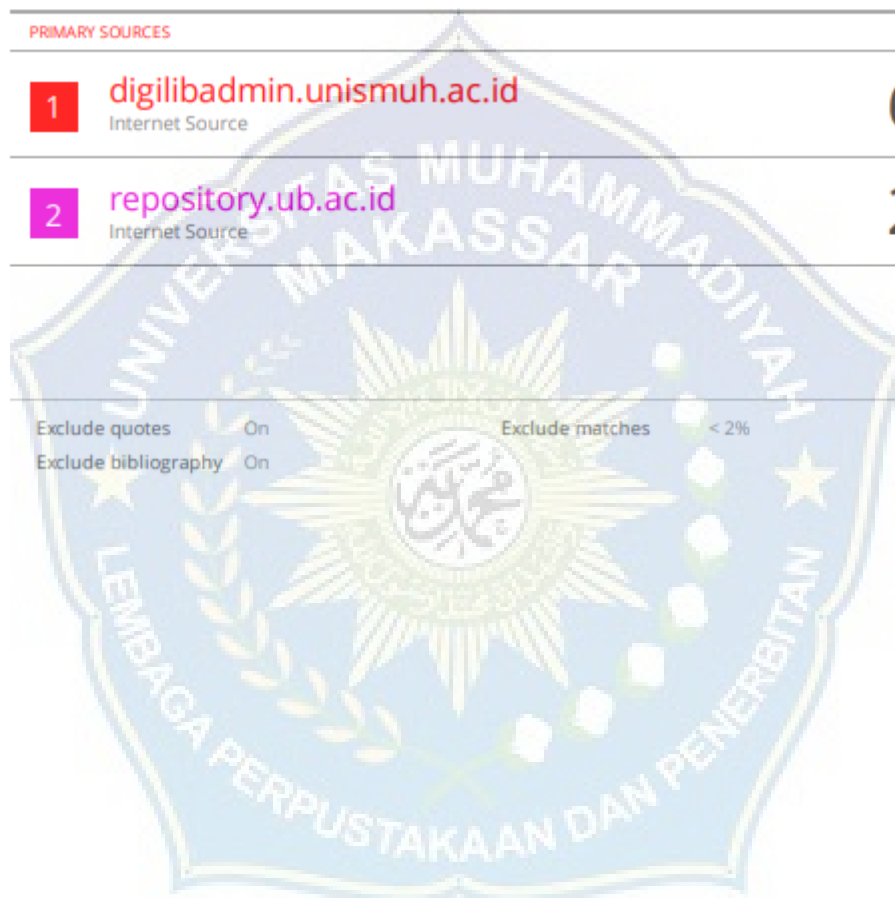 PRIMARY SOURCES
1 digilibadmin.unismuh.ac.id
Internet Source
2 repository.ub.ac.id
Internet Source
Exclude quotes On Exclude matches < 2%
Exclude bibliography On
UNIVERSITAS MUHAMMADIYAH
MAKASSAR
LEMBAGA PERPUSTAKAAN DAN PENERBITAN